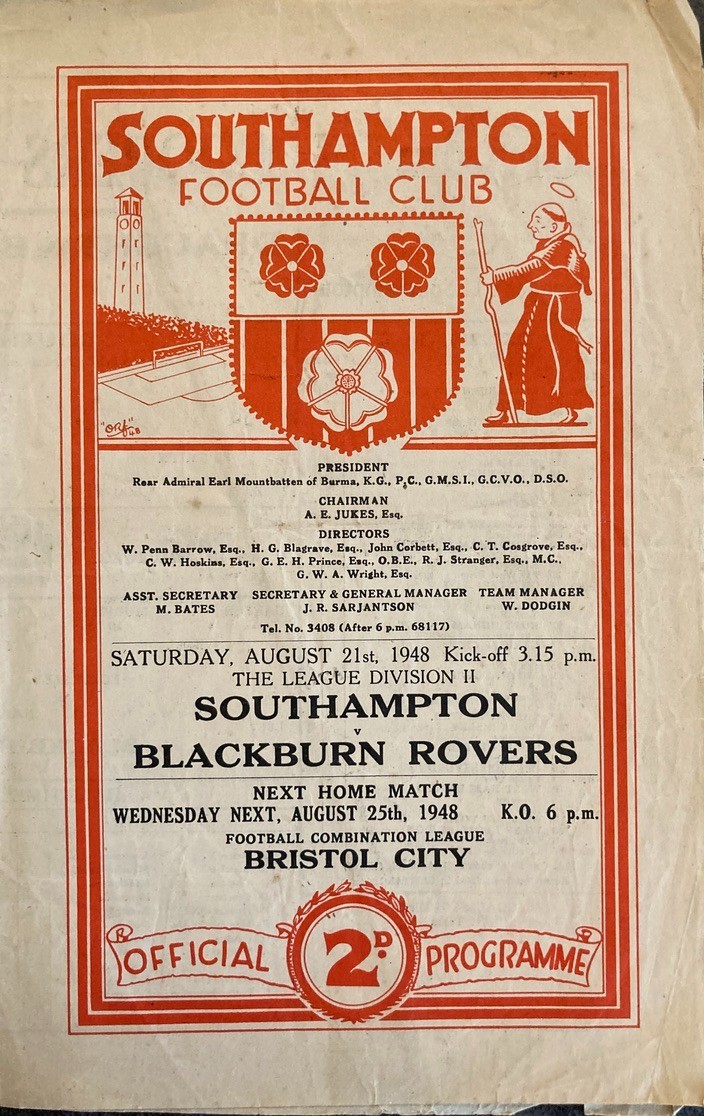 SOUTHAMPTON
FOOTBALL CLUB
"ORF"
48
PRESIDENT
Rear Admiral Earl Mountbatten of Burma, K.G., P.C., G.M.S.I., G.C.V.O., D.S.O.
CHAIRMAN
A. E. JUKES, Esq.
DIRECTORS
W. Penn Barrow, Esq., H. G. Blagrave, Esq., John Corbett, Esq., C. T. Cosgrove, Esq.,
C. W. Hoskins, Esq., G. E. H. Prince, Esq., O.B.E., R. J. Stranger, Esq., M.C.,
G. W. A. Wright, Esq.
ASST. SECRETARY SECRETARY & GENERAL MANAGER TEAM MANAGER
M. BATES J. R. SARJANTSON W. DODGIN
Tel. No. 3408 (After 6 p.m. 68117)
SATURDAY, AUGUST 21st, 1948 Kick-off 3.15 p.m.
THE LEAGUE DIVISION II
SOUTHAMPTON
v
BLACKBURN ROVERS
NEXT HOME MATCH
WEDNESDAY NEXT, AUGUST 25th, 1948 K.O. 6 p.m.
FOOTBALL COMBINATION LEAGUE
BRISTOL CITY
OFFICIAL 2D. PROGRAMME